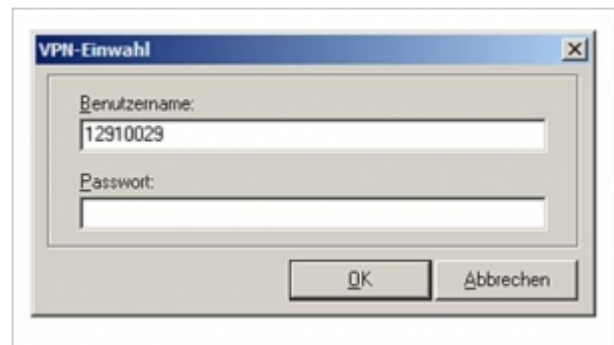 VPN-Einwahl
Benutzername:
12910029
Passwort:
OK
Abbrechen